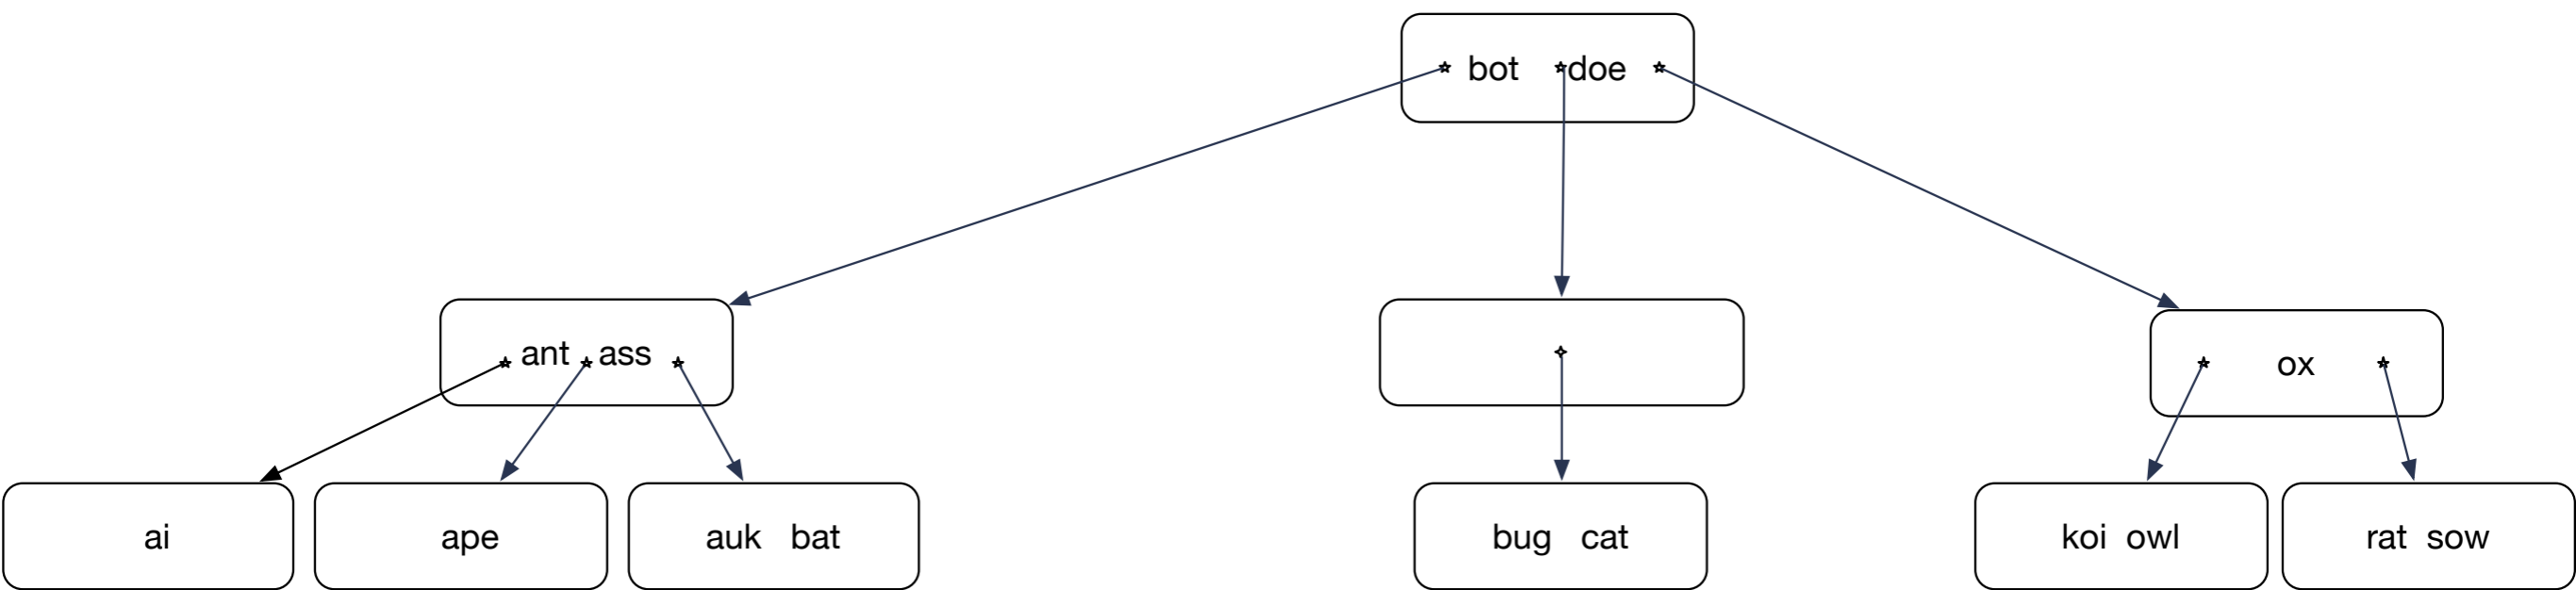 bot doe
ant ass
ox
ai
ape
auk bat
bug cat
koi owl
rat sow